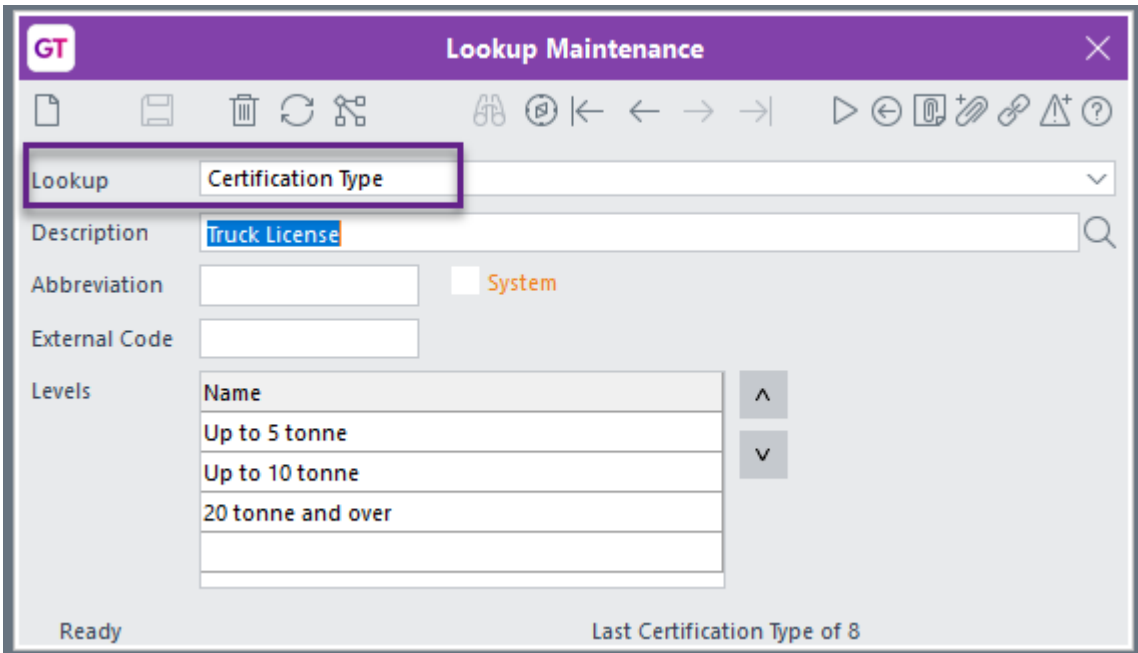 GT Lookup Maintenance
Lookup Certification Type
Description Truck License
Abbreviation System
External Code
Levels Name
Up to 5 tonne
Up to 10 tonne
20 tonne and over
Ready Last Certification Type of 8